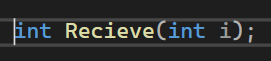 int Recieve(int i);